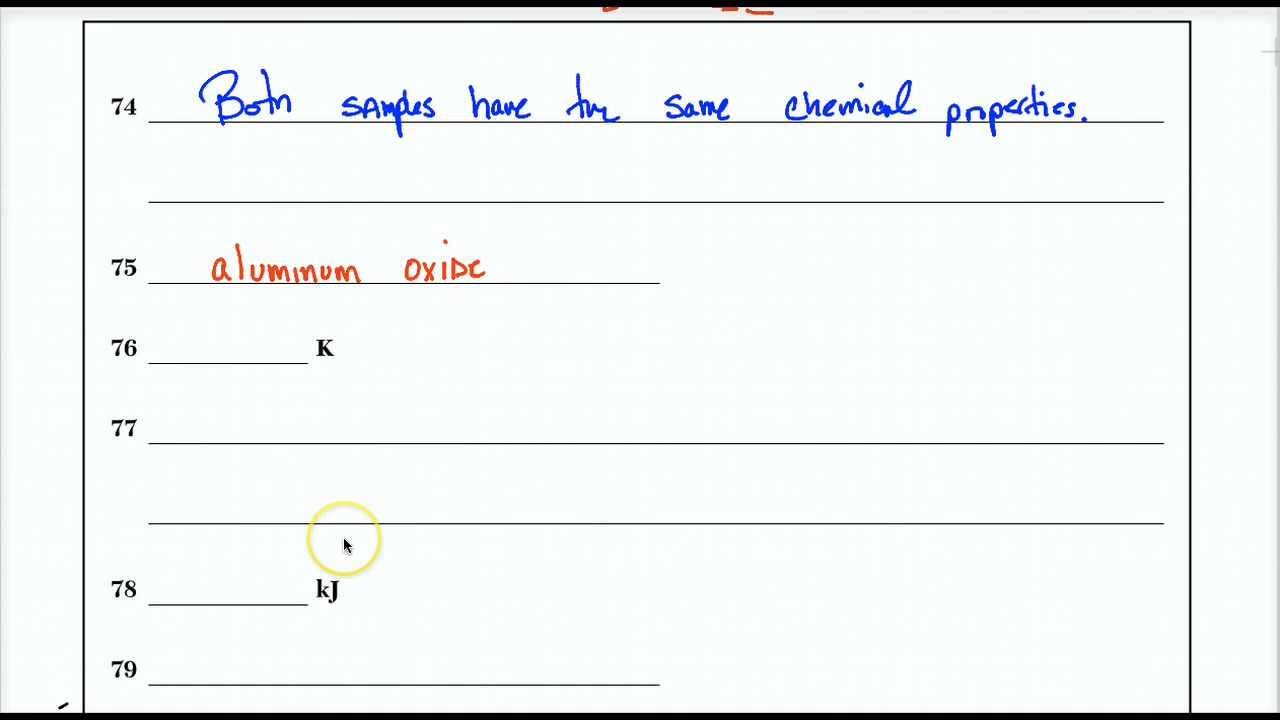 74 Both samples have the same chemical properties.
75 aluminum oxide
76 K
77
78 kJ
79